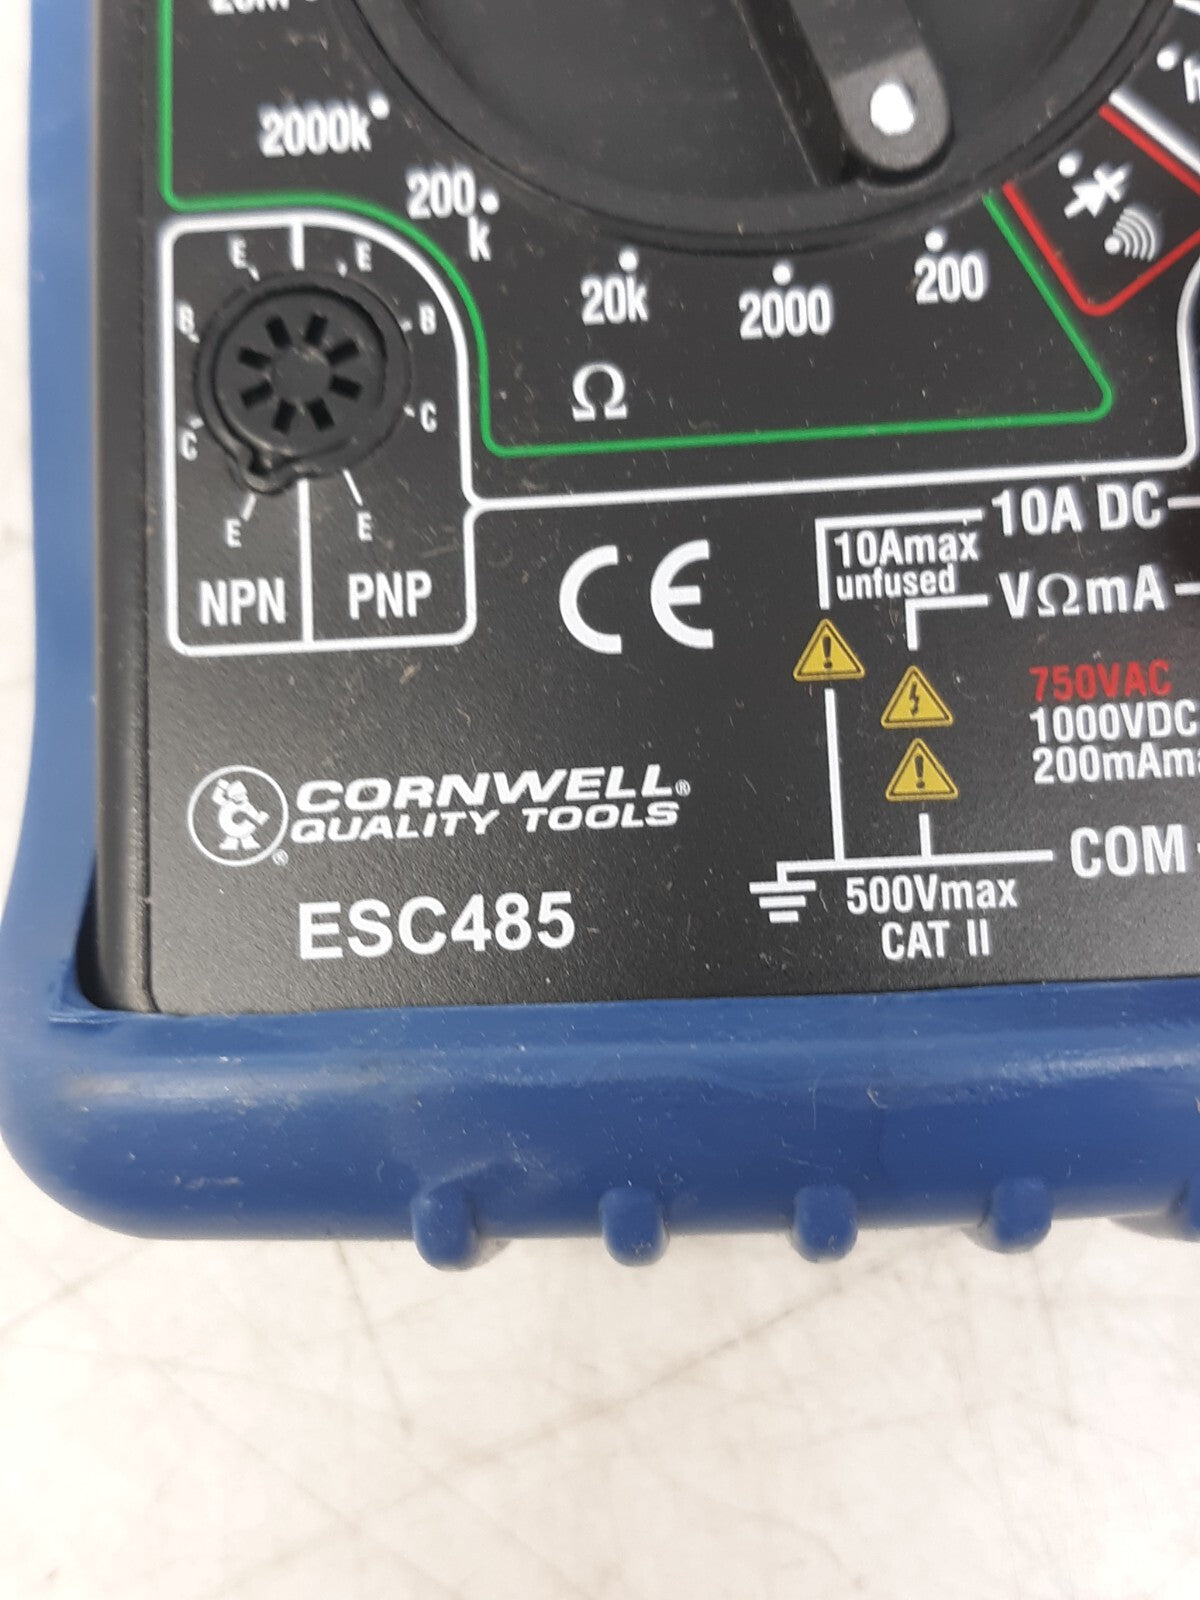 2000k
200
k
20k
2000
200
Ω
E E
B B
C C
E E
NPN PNP
CE
10A DC
10Amax
unfused
VΩmA
750VAC
1000VDC
200mAma
CORNWELL®
QUALITY TOOLS
®
ESC485
COM
500Vmax
CAT II